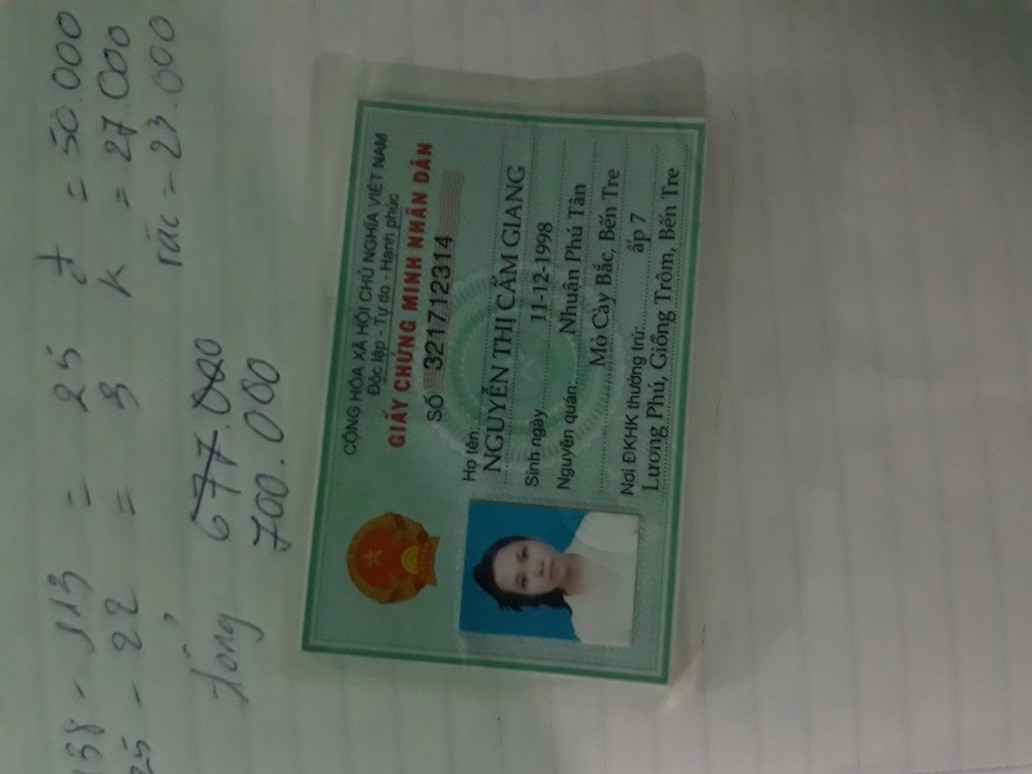 138 - 113 = 25 đ = 50.000
25 - 22 = 3 K = 27.000
rác = 23.000
Tổng 677.000
700.000
CỘNG HÒA XÃ HỘI CHỦ NGHĨA VIỆT NAM
Độc lập - Tự do - Hạnh phúc
GIẤY CHỨNG MINH NHÂN DÂN
SỐ 321712314
Họ tên: NGUYỄN THỊ CẨM GIANG
Sinh ngày 11-12-1998
Nguyên quán: Nhuận Phú Tân
Mỏ Cày Bắc, Bến Tre
Nơi ĐKHK thường trú: ấp 7
Lương Phú, Giồng Trôm, Bến Tre